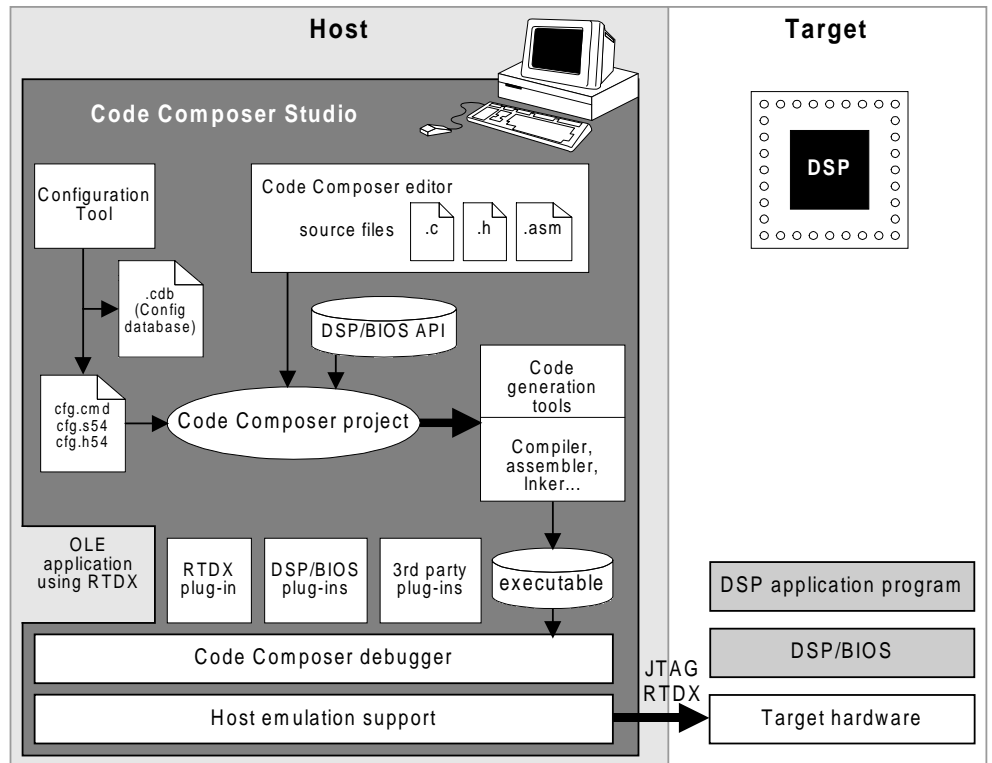 Host
Target
Code Composer Studio
Configuration
Tool
Code Composer editor
source files
.c
.h
.asm
DSP
.cdb
(Config
database)
DSP/BIOS API
cfg.cmd
cfg.s54
cfg.h54
Code Composer project
Code
generation
tools
Compiler,
assembler,
lnker...
OLE
application
using RTDX
RTDX
plug-in
DSP/BIOS
plug-ins
3rd party
plug-ins
executable
DSP application program
Code Composer debugger
DSP/BIOS
JTAG
RTDX
Host emulation support
Target hardware